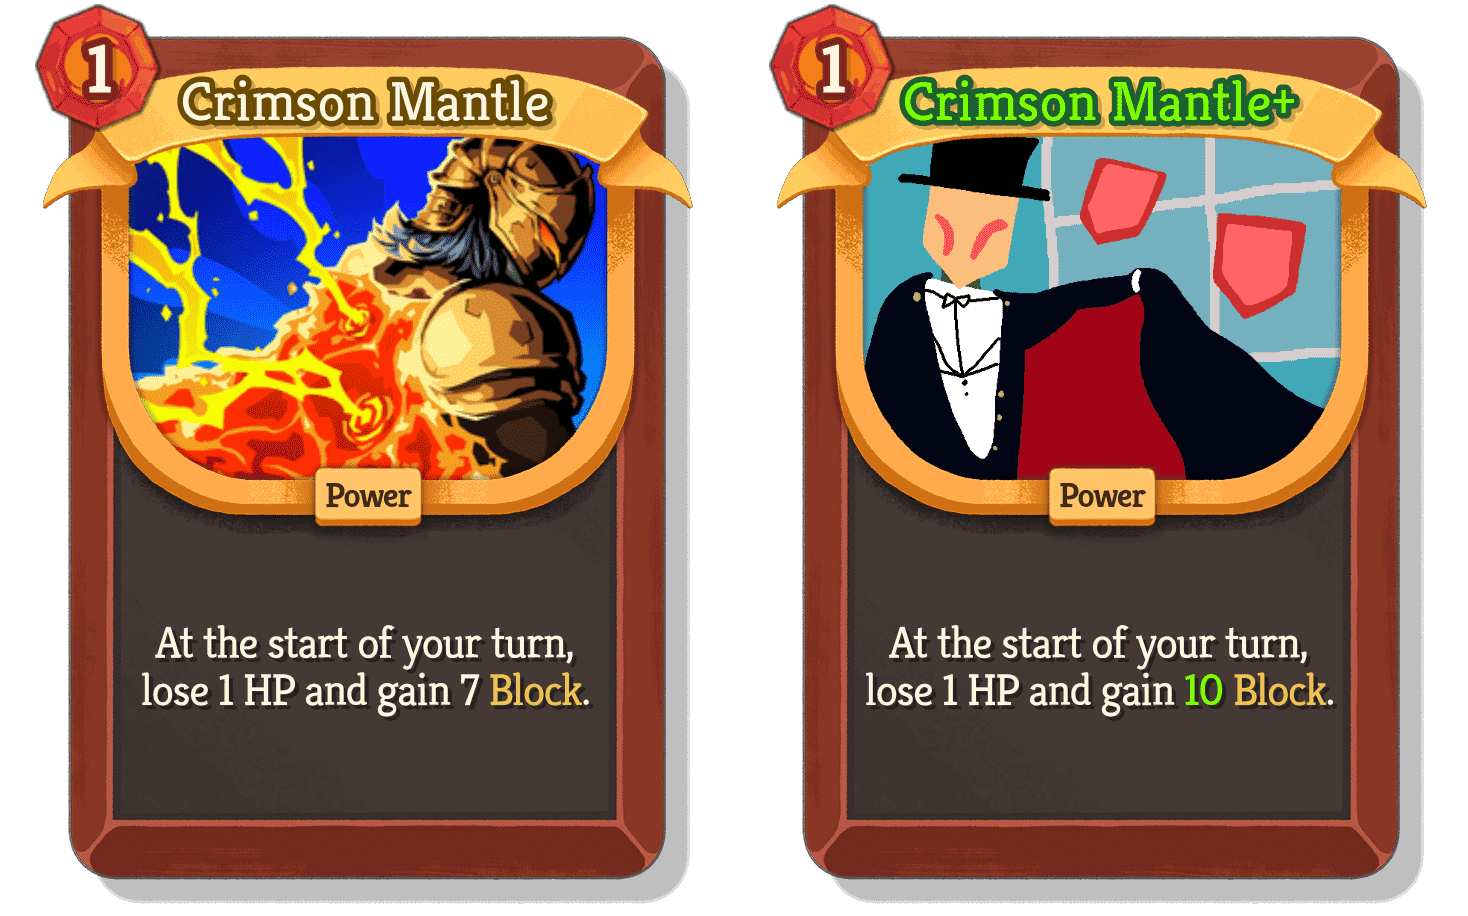 1
Crimson Mantle
Power
At the start of your turn,
lose 1 HP and gain 7 Block.
1
Crimson Mantle+
Power
At the start of your turn,
lose 1 HP and gain 10 Block.